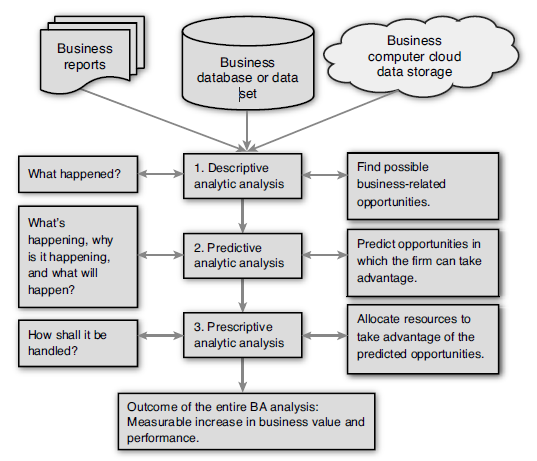 Business
reports
Business
database or data
set
Business
computer cloud
data storage
What happened?
1. Descriptive
analytic analysis
Find possible
business-related
opportunities.
What's
happening, why
is it happening,
and what will
happen?
2. Predictive
analytic analysis
Predict opportunities in
which the firm can take
advantage.
How shall it be
handled?
3. Prescriptive
analytic analysis
Allocate resources to
take advantage of the
predicted opportunities.
Outcome of the entire BA analysis:
Measurable increase in business value and
performance.